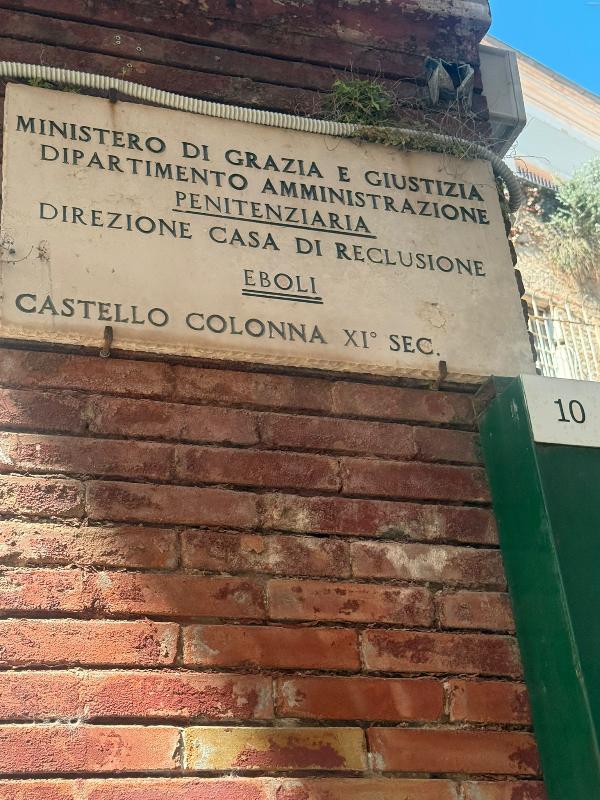 MINISTERO DI GRAZIA E GIUSTIZIA
DIPARTIMENTO AMMINISTRAZIONE
PENITENZIARIA
DIREZIONE CASA DI RECLUSIONE
EBOLI
CASTELLO COLONNA XI° SEC.
10